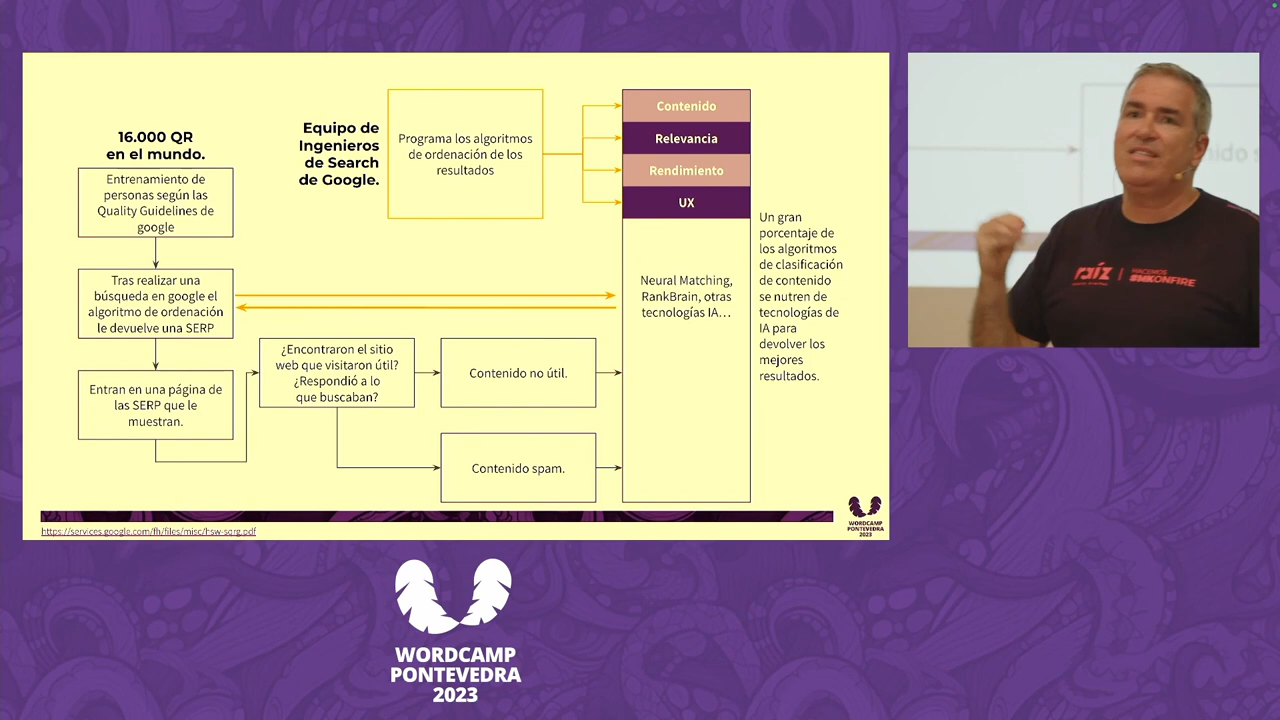 16.000 QR
en el mundo.
Entrenamiento de
personas según las
Quality Guidelines de
google
Tras realizar una
búsqueda en google el
algoritmo de ordenación
le devuelve una SERP
Entran en una página de
las SERP que le
muestran.
¿Encontraron el sitio
web que visitaron útil?
¿Respondió a lo
que buscaban?
Contenido no útil.
Contenido spam.
Equipo de
Ingenieros
de Search
de Google.
Programa los algoritmos
de ordenación de los
resultados
Contenido
Relevancia
Rendimiento
UX
Neural Matching,
RankBrain, otras
tecnologías IA...
Un gran
porcentaje de
los algoritmos
de clasificación
de contenido
se nutren de
tecnologías de
IA para
devolver los
mejores
resultados.
https://services.google.com/fh/files/misc/hsw-sqrg.pdf
WORDCAMP
PONTEVEDRA
2023
raíz
HACEMOS
#MKONFIRE
WORDCAMP
PONTEVEDRA
2023